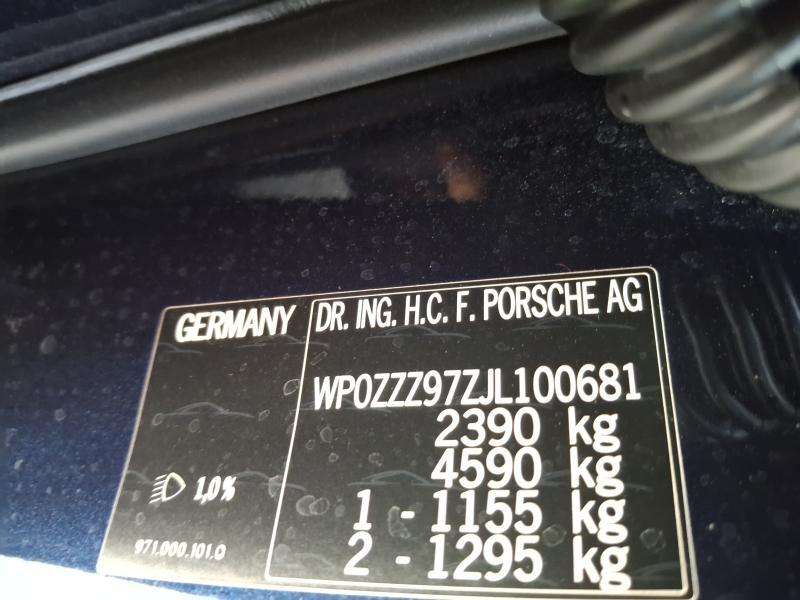 GERMANY
DR. ING. H.C. F. PORSCHE AG
WP0ZZZ97ZJL100681
2390 kg
4590 kg
1 - 1155 kg
2 - 1295 kg
1,0%
971.000.101.Q